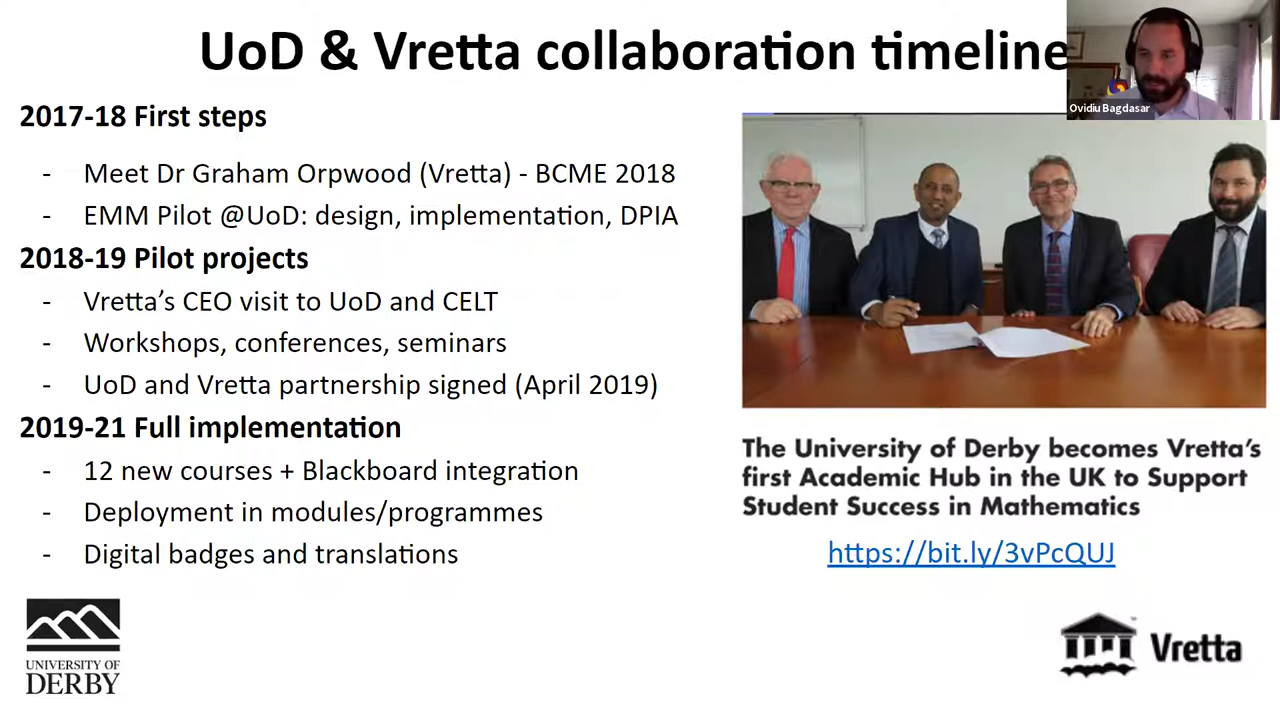 UoD & Vretta collaboration timeline
Ovidiu Bagdasar
2017-18 First steps
- Meet Dr Graham Orpwood (Vretta) - BCME 2018
- EMM Pilot @UoD: design, implementation, DPIA
2018-19 Pilot projects
- Vretta’s CEO visit to UoD and CELT
- Workshops, conferences, seminars
- UoD and Vretta partnership signed (April 2019)
2019-21 Full implementation
- 12 new courses + Blackboard integration
- Deployment in modules/programmes
- Digital badges and translations
The University of Derby becomes Vretta’s
first Academic Hub in the UK to Support
Student Success in Mathematics
https://bit.ly/3vPcQUJ
UNIVERSITY OF
DERBY
Vretta